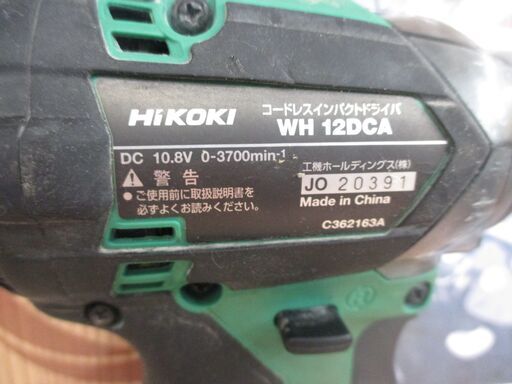 HiKOKI
コードレスインパクトドライバ
WH 12DCA
DC 10.8V 0-3700min-1
⚠ 警告
● ご使用前に取扱説明書を
必ずよくお読みください。
工機ホールディングス(株)
JO 20391
Made in China
C362163A